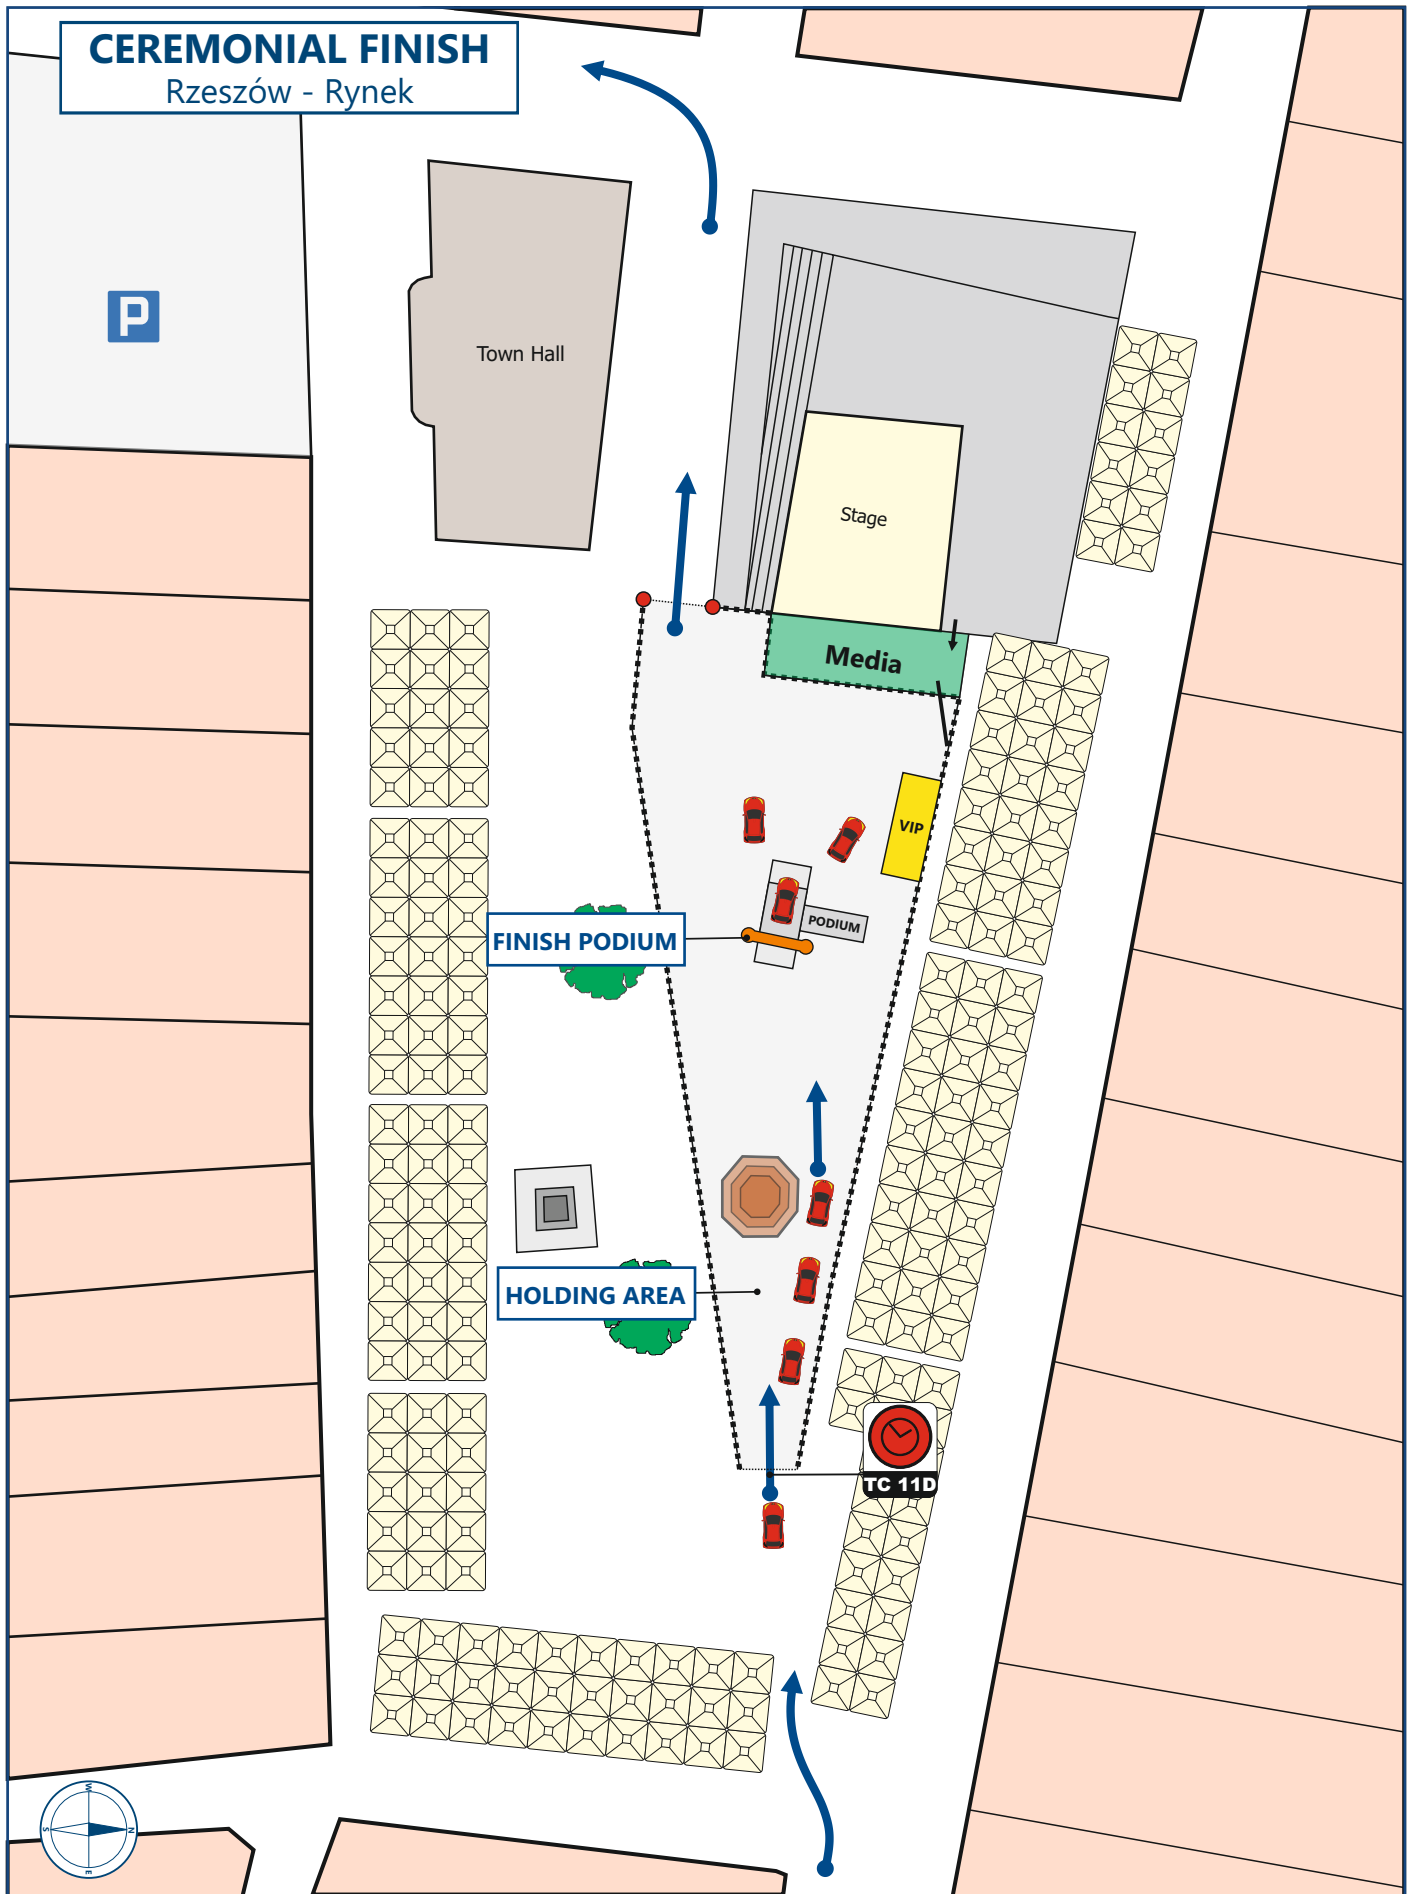 CEREMONIAL FINISH
Rzeszów - Rynek
P
Town Hall
Stage
Media
VIP
PODIUM
FINISH PODIUM
HOLDING AREA
TC 11D
W
S
N
E